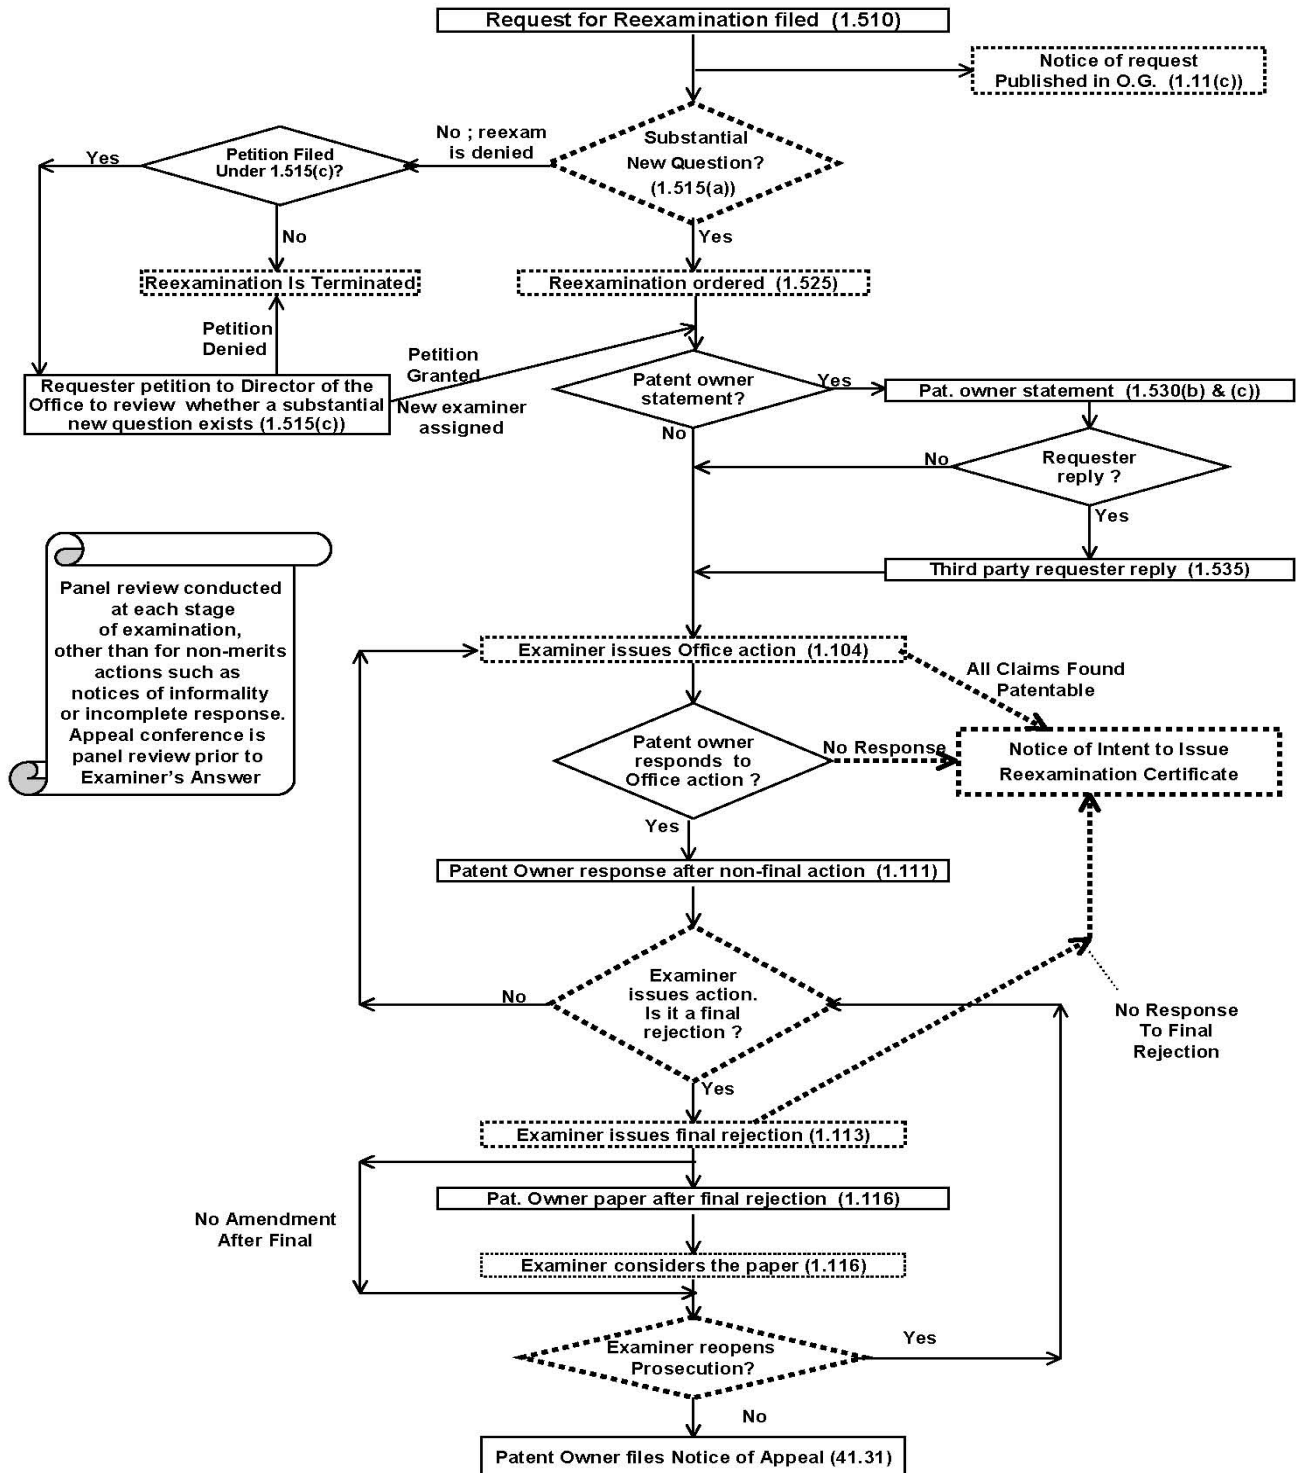 Request for Reexamination filed (1.510)
Notice of request
Published in O.G. (1.11(c))
No ; reexam
is denied
Substantial
New Question?
(1.515(a))
Yes
Petition Filed
Under 1.515(c)?
No
Yes
Reexamination Is Terminated
Reexamination ordered (1.525)
Petition
Denied
Petition
Granted
New examiner
assigned
Requester petition to Director of the
Office to review whether a substantial
new question exists (1.515(c))
Patent owner
statement?
Yes
Pat. owner statement (1.530(b) & (c))
No
No
Requester
reply ?
Yes
Third party requester reply (1.535)
Panel review conducted
at each stage
of examination,
other than for non-merits
actions such as
notices of informality
or incomplete response.
Appeal conference is
panel review prior to
Examiner's Answer
Examiner issues Office action (1.104)
All Claims Found
Patentable
Patent owner
responds to
Office action ?
No Response
Notice of Intent to Issue
Reexamination Certificate
Yes
Patent Owner response after non-final action (1.111)
No
Examiner
issues action.
Is it a final
rejection ?
No Response
To Final
Rejection
Yes
Examiner issues final rejection (1.113)
Pat. Owner paper after final rejection (1.116)
No Amendment
After Final
Examiner considers the paper (1.116)
Examiner reopens
Prosecution?
Yes
No
Patent Owner files Notice of Appeal (41.31)